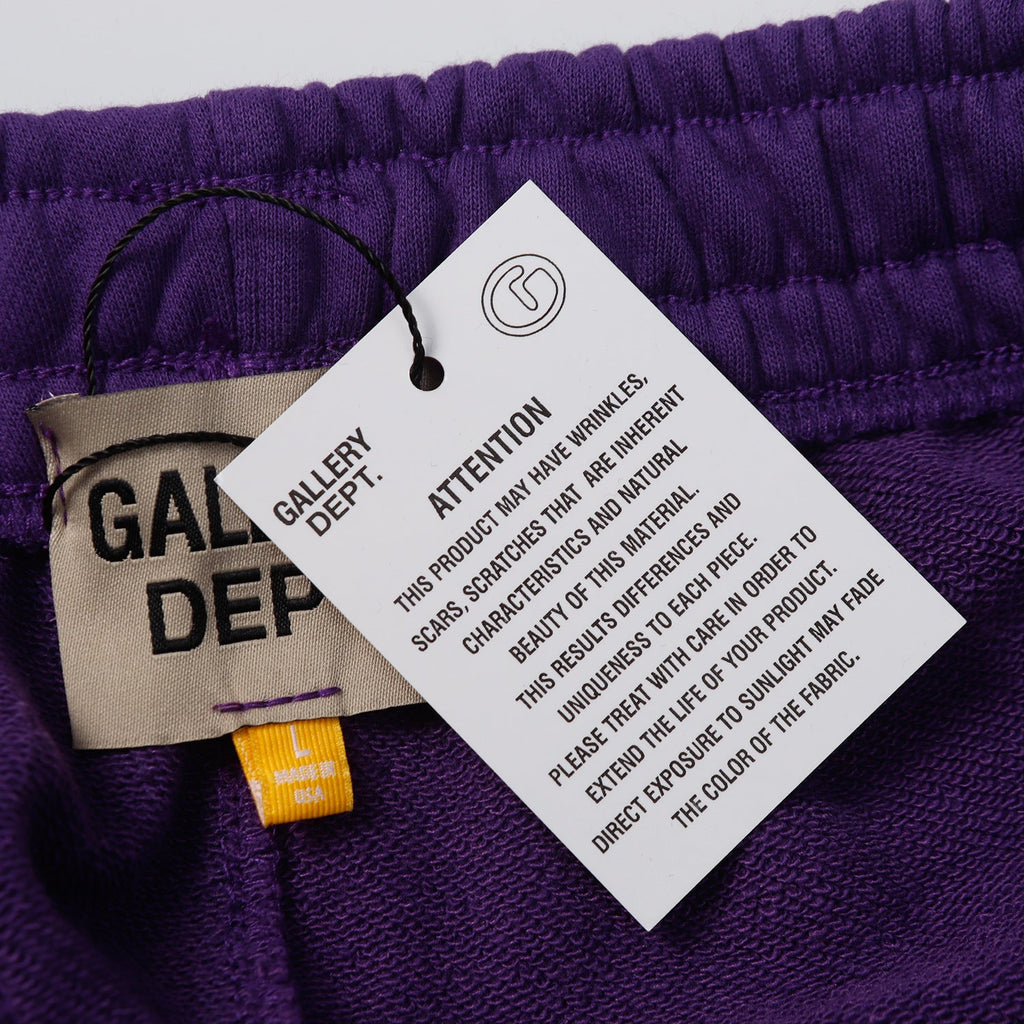 GALLERY
DEPT.
ATTENTION
THIS PRODUCT MAY HAVE WRINKLES,
SCARS, SCRATCHES THAT ARE INHERENT
CHARACTERISTICS AND NATURAL
BEAUTY OF THIS MATERIAL.
THIS RESULTS DIFFERENCES AND
UNIQUENESS TO EACH PIECE.
PLEASE TREAT WITH CARE IN ORDER TO
EXTEND THE LIFE OF YOUR PRODUCT.
DIRECT EXPOSURE TO SUNLIGHT MAY FADE
THE COLOR OF THE FABRIC.
GAL
DEP
L
MADE IN
USA